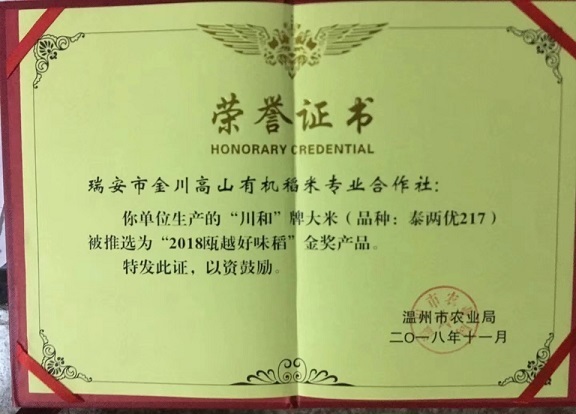 荣誉证书
HONORARY CREDENTIAL
瑞安市金川高山有机稻米专业合作社：
你单位生产的“川和”牌大米（品种：泰两优217）
被推选为“2018瓯越好味稻”金奖产品。
特发此证，以资鼓励。
温州市农业局
二〇一八年十一月